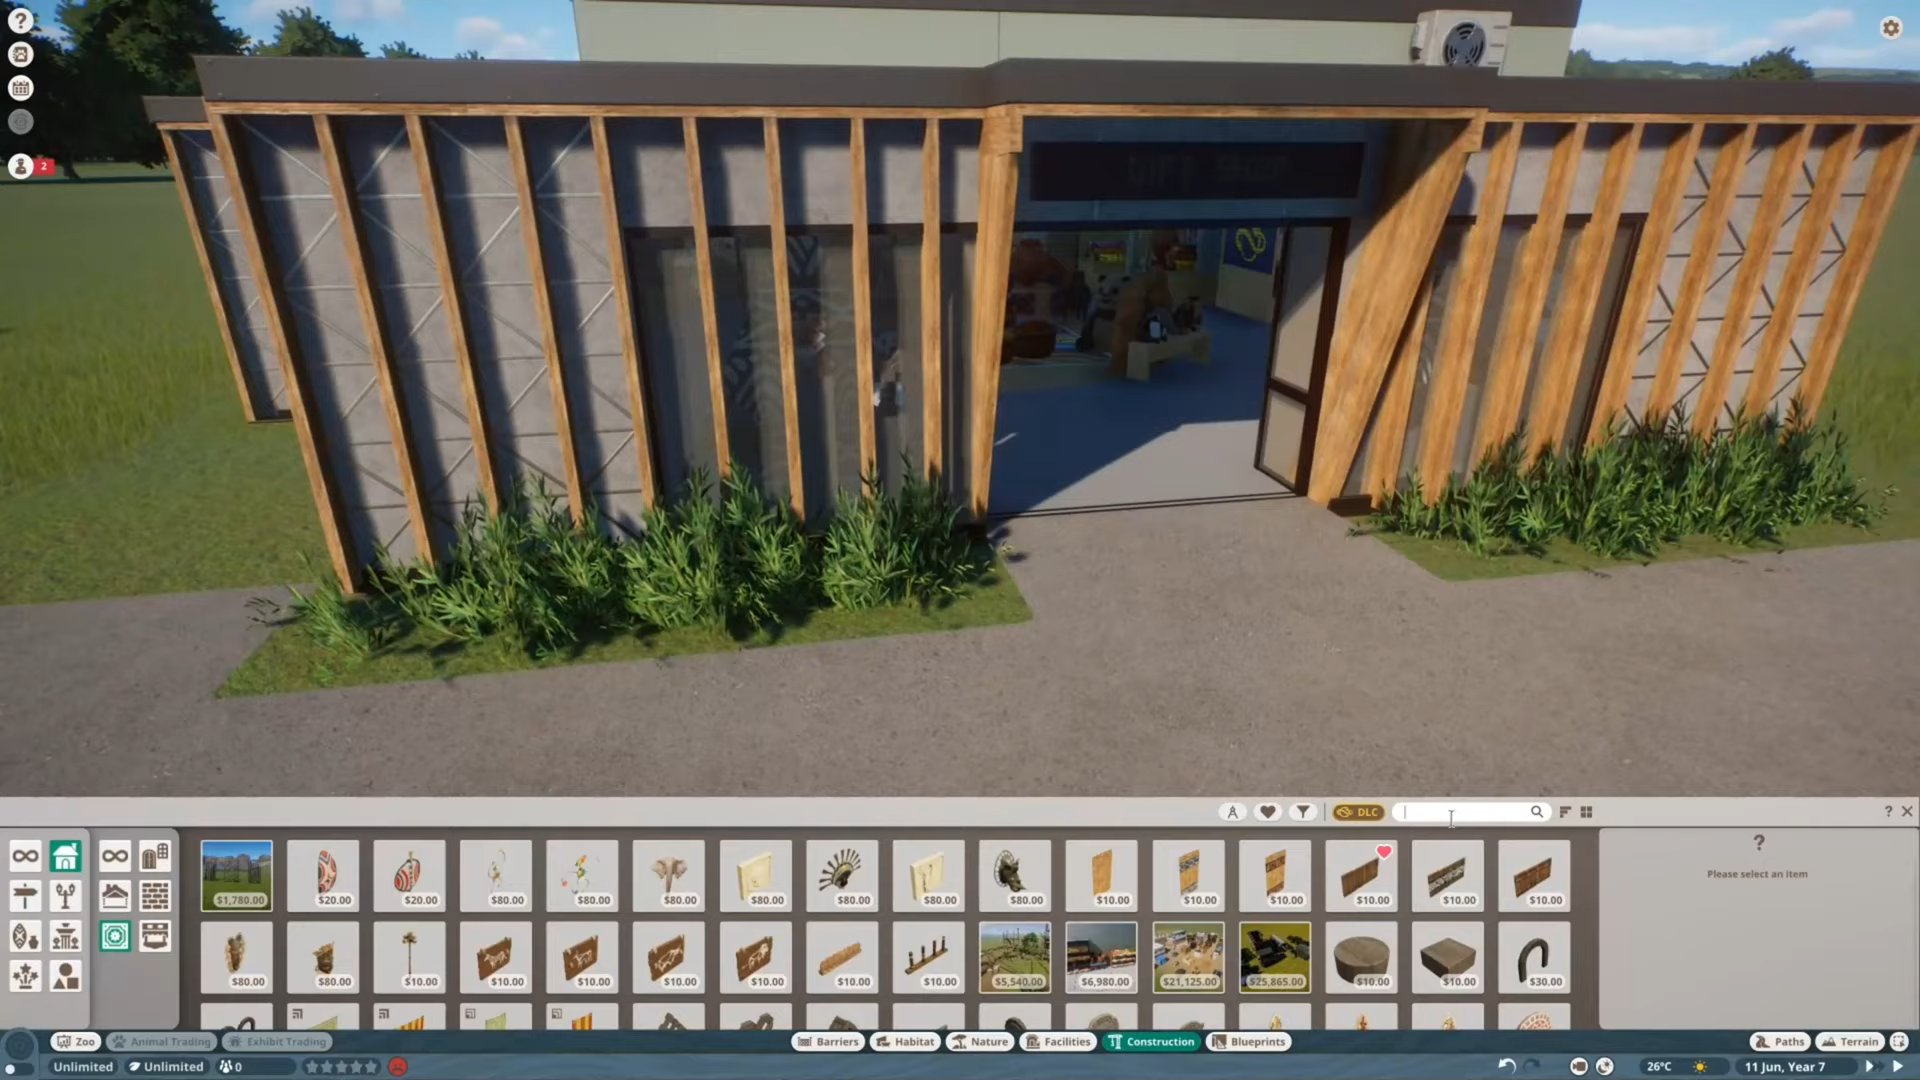 ?
2
GIFT SHOP
DLC
?
$1,780.00
$20.00
$20.00
$80.00
$80.00
$80.00
$80.00
$80.00
$80.00
$80.00
$10.00
$10.00
$10.00
$10.00
$10.00
$10.00
?
Please select an item
$80.00
$80.00
$10.00
$10.00
$10.00
$10.00
$10.00
$10.00
$10.00
$5,540.00
$6,980.00
$21,125.00
$25,865.00
$10.00
$10.00
$30.00
Zoo
Animal Trading
Exhibit Trading
Barriers
Habitat
Nature
Facilities
Construction
Blueprints
Paths
Terrain
Unlimited
Unlimited
0
26°C
11 Jun, Year 7